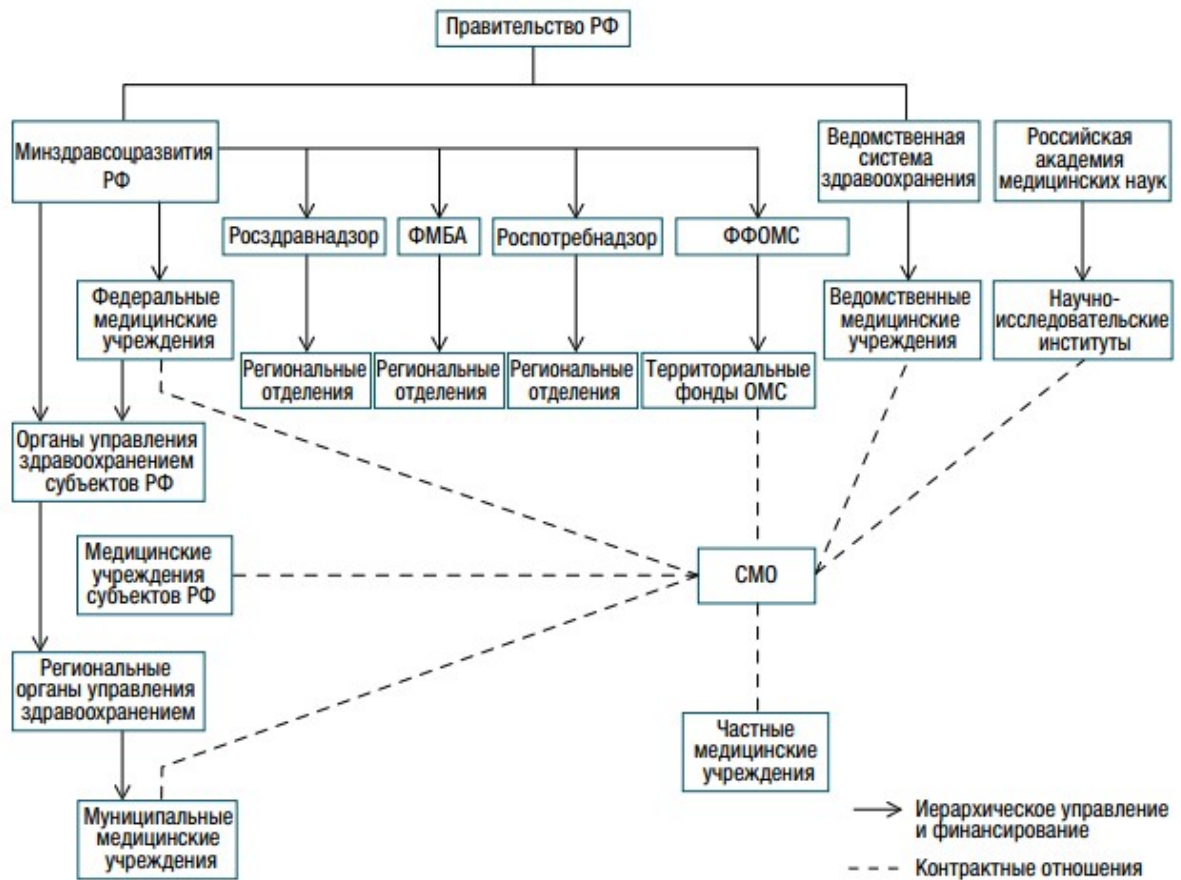 Правительство РФ
Минздравсоцразвития
РФ
Ведомственная
система
здравоохранения
Российская
академия
медицинских наук
Росздравнадзор
ФМБА
Роспотребнадзор
ФФОМС
Федеральные
медицинские
учреждения
Ведомственные
медицинские
учреждения
Научно-
исследовательские
институты
Региональные
отделения
Региональные
отделения
Региональные
отделения
Территориальные
фонды ОМС
Органы управления
здравоохранением
субъектов РФ
Медицинские
учреждения
субъектов РФ
СМО
Региональные
органы управления
здравоохранением
Частные
медицинские
учреждения
Муниципальные
медицинские
учреждения
Иерархическое управление
и финансирование
Контрактные отношения